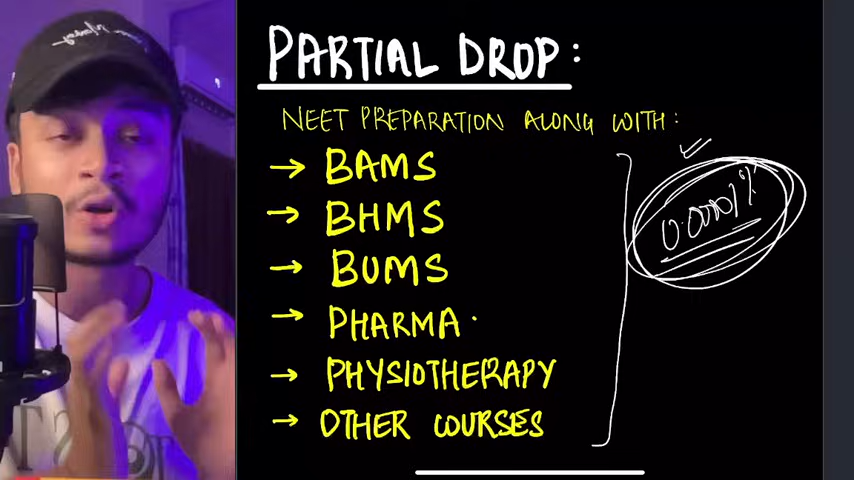 PARTIAL DROP:
NEET PREPARATION ALONG WITH:
→ BAMS
→ BHMS
→ BUMS
→ PHARMA
→ PHYSIOTHERAPY
→ OTHER COURSES